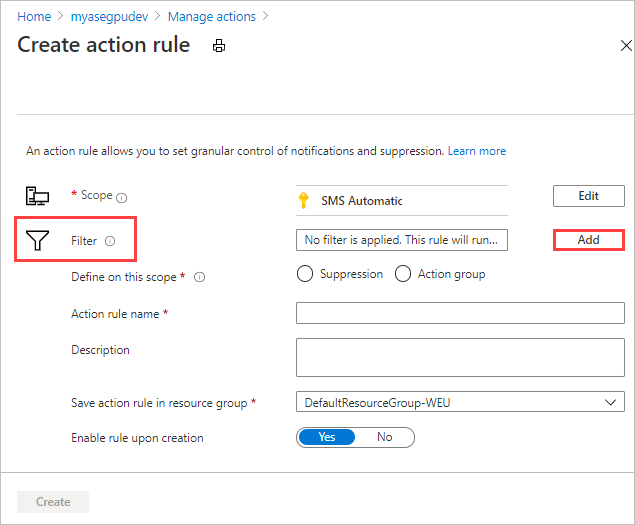 Home > myasegpudev > Manage actions >
Create action rule
An action rule allows you to set granular control of notifications and suppression. Learn more
* Scope
SMS Automatic
Edit
Filter
No filter is applied. This rule will run...
Add
Define on this scope *
Suppression
Action group
Action rule name *
Description
Save action rule in resource group *
DefaultResourceGroup-WEU
Enable rule upon creation
Yes
No
Create